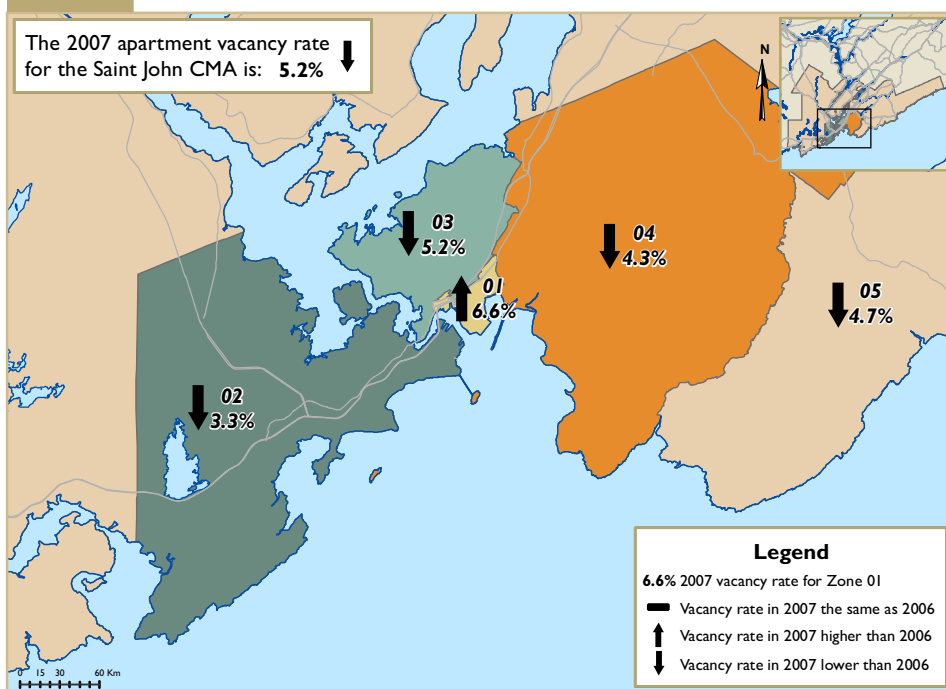 The 2007 apartment vacancy rate
for the Saint John CMA is: 5.2%
N
03
5.2%
04
4.3%
01
6.6%
05
4.7%
02
3.3%
Legend
6.6% 2007 vacancy rate for Zone 01
Vacancy rate in 2007 the same as 2006
Vacancy rate in 2007 higher than 2006
Vacancy rate in 2007 lower than 2006
0 15 30 60 Km